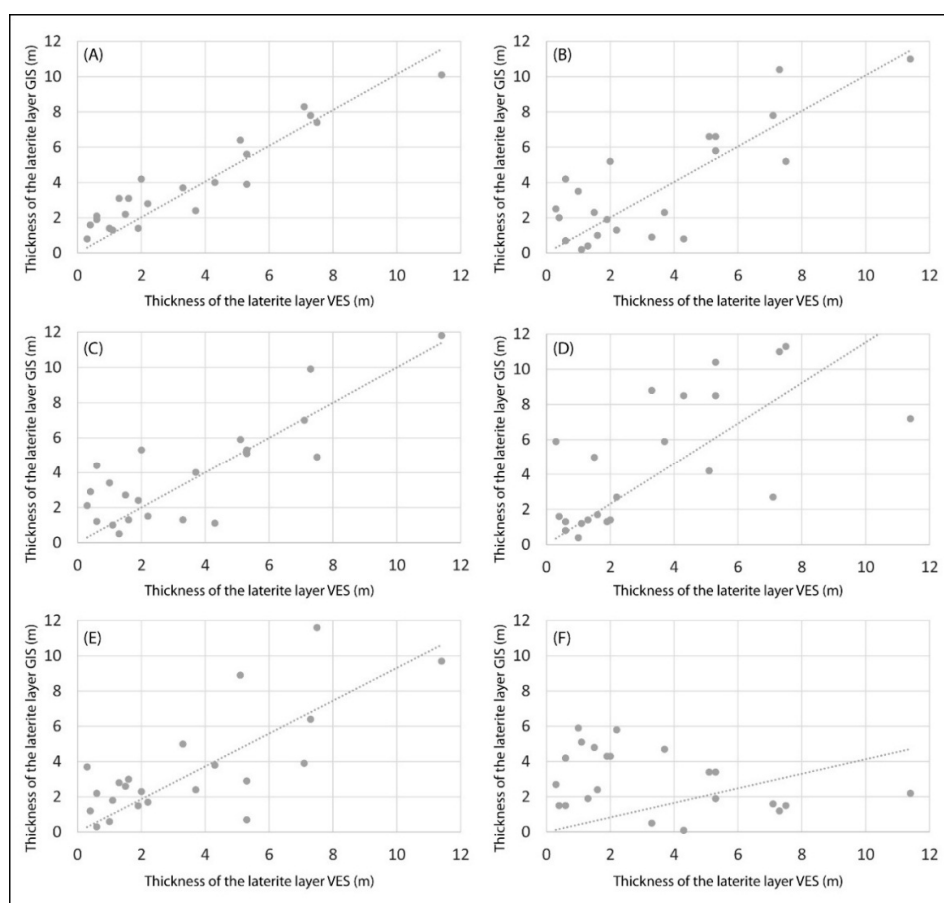 (A)
Thickness of the laterite layer GIS (m)
12
10
8
6
4
2
0
0 2 4 6 8 10 12
Thickness of the laterite layer VES (m)
(B)
Thickness of the laterite layer GIS (m)
12
10
8
6
4
2
0
0 2 4 6 8 10 12
Thickness of the laterite layer VES (m)
(C)
Thickness of the laterite laver GIS (m)
12
10
8
6
4
2
0
0 2 4 6 8 10 12
Thickness of the laterite layer VES (m)
(D)
Thickness of the laterite layer GIS (m)
12
10
8
6
4
2
0
0 2 4 6 8 10 12
Thickness of the laterite layer VES (m)
(E)
Thickness of the laterite layer GIS (m)
12
10
8
6
4
2
0
0 2 4 6 8 10 12
Thickness of the laterite layer VES (m)
(F)
Thickness of the laterite layer GIS (m)
12
10
8
6
4
2
0
0 2 4 6 8 10 12
Thickness of the laterite layer VES (m)